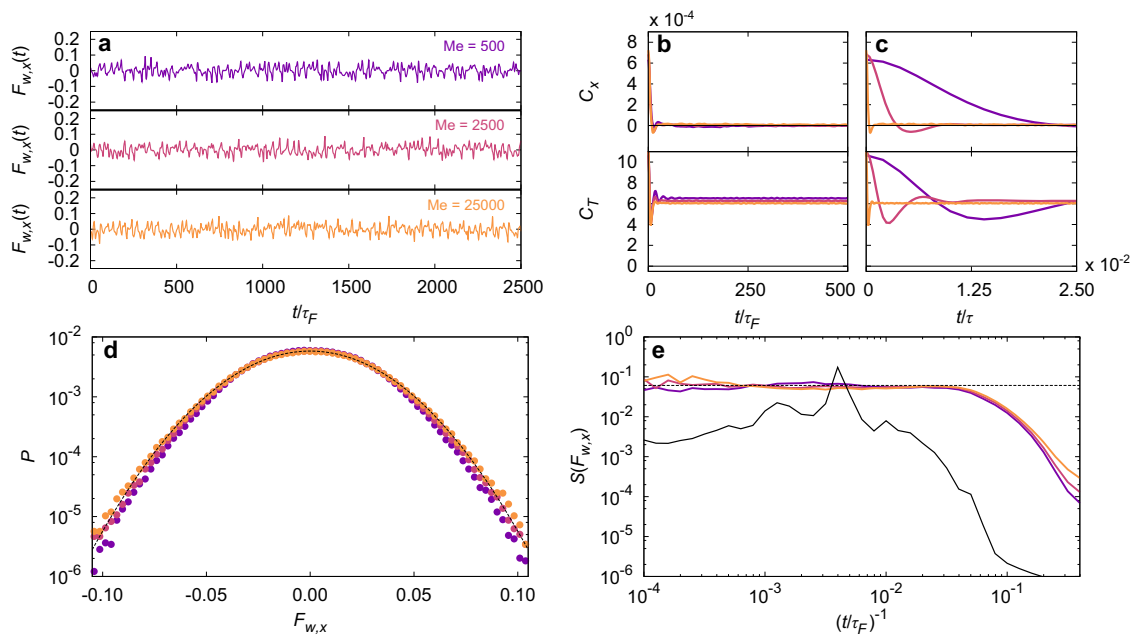 a
Me = 500
F_{w,x}(t)
0.2
0.1
0
-0.1
-0.2
Me = 2500
F_{w,x}(t)
0.2
0.1
0
-0.1
-0.2
Me = 25000
F_{w,x}(t)
0.2
0.1
0
-0.1
-0.2
0 500 1000 1500 2000 2500
t/τ_F
x 10^{-4}
b
c
C_x
8
6
4
2
0
C_T
10
8
6
4
2
0
0 250 500
t/τ_F
0 1.25 2.50
x 10^{-2}
t/τ
d
P
10^{-2}
10^{-3}
10^{-4}
10^{-5}
10^{-6}
-0.10 -0.05 0.00 0.05 0.10
F_{w,x}
e
S(F_{w,x})
10^0
10^{-1}
10^{-2}
10^{-3}
10^{-4}
10^{-5}
10^{-6}
10^{-4} 10^{-3} 10^{-2} 10^{-1}
(t/τ_F)^{-1}